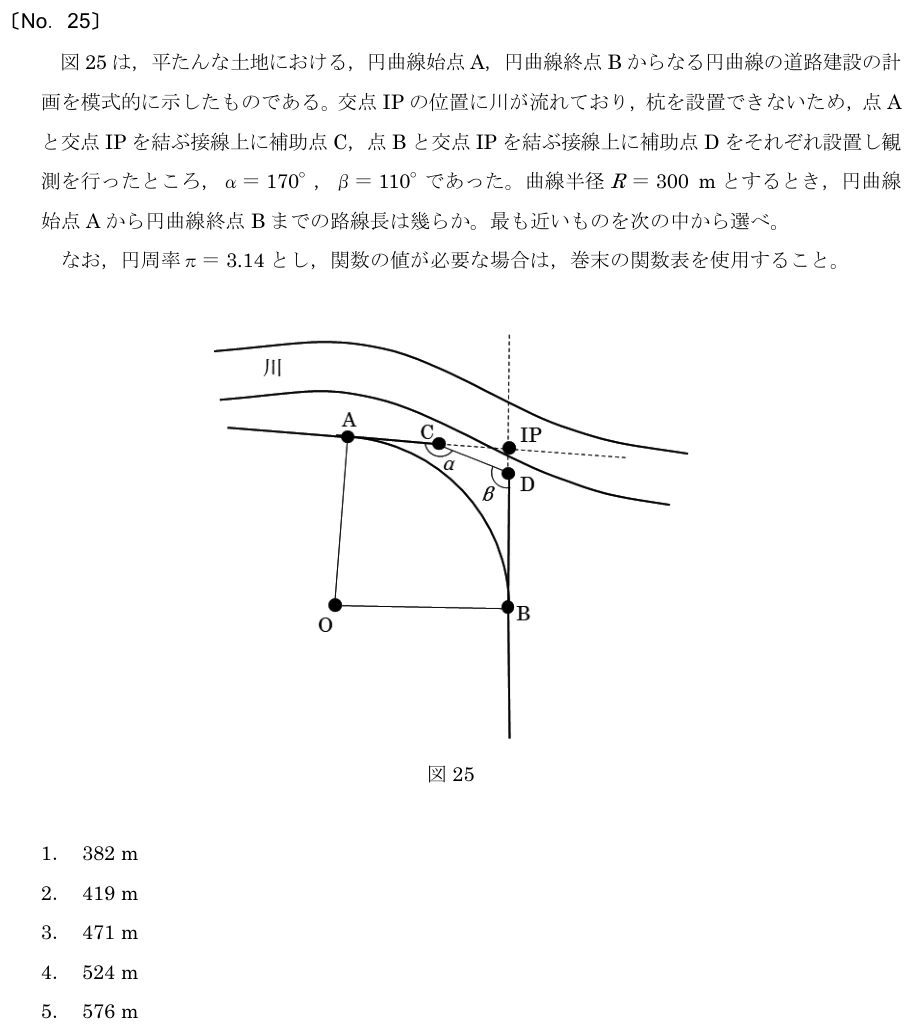 〔No. 25〕
図 25 は，平たんな土地における，円曲線始点 A，円曲線終点 B からなる円曲線の道路建設の計
画を模式的に示したものである。交点 IP の位置に川が流れており，杭を設置できないため，点 A
と交点 IP を結ぶ接線上に補助点 C，点 B と交点 IP を結ぶ接線上に補助点 D をそれぞれ設置し観
測を行ったところ，α＝170°，β＝110° であった。曲線半径 R＝300 m とするとき，円曲線
始点 A から円曲線終点 B までの路線長は幾らか。最も近いものを次の中から選べ。
なお，円周率 π＝3.14 とし，関数の値が必要な場合は，巻末の関数表を使用すること。
川
A
C
IP
α
D
β
O
B
図 25
1. 382 m
2. 419 m
3. 471 m
4. 524 m
5. 576 m